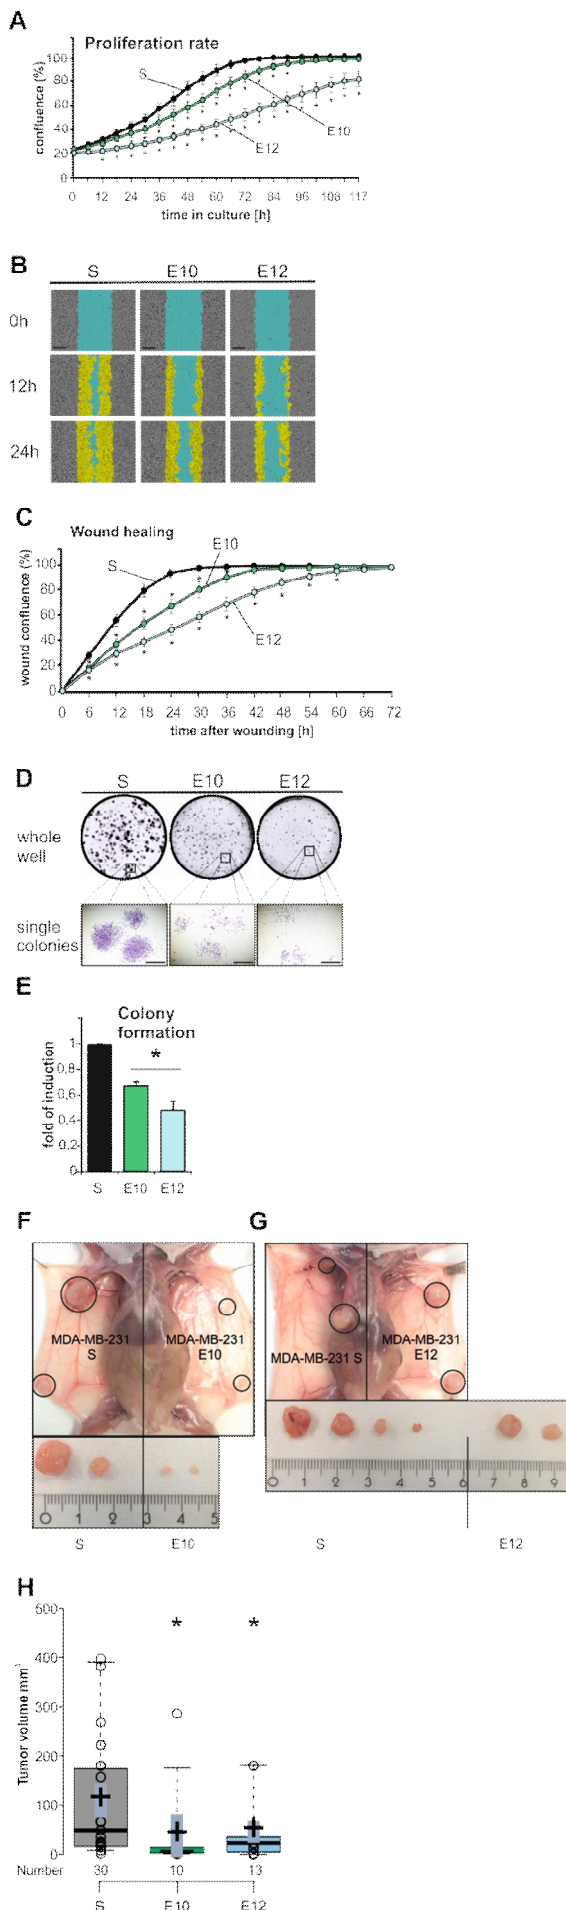 A
Proliferation rate
confluence (%)
100
80
60
40
20
0
S
E10
E12
0 12 24 36 48 60 72 84 96 108 117
time in culture [h]
B
S E10 E12
0h
12h
24h
C
Wound healing
wound confluence (%)
100
80
60
40
20
0
S
E10
E12
0 6 12 18 24 30 36 42 48 54 60 66 72
time after wounding [h]
D
S E10 E12
whole
well
single
colonies
E
Colony
formation
fold of induction
1
0,8
0,6
0,4
0,2
0
*
S E10 E12
F
MDA-MB-231
S
MDA-MB-231
E10
0 1 2 3 4 5
S E10
G
MDA-MB-231 S
MDA-MB-231
E12
0 1 2 3 4 5 6 7 8 9
S E12
H
Tumor volume mm³
500
400
300
200
100
0
* *
Number 30 10 13
S E10 E12